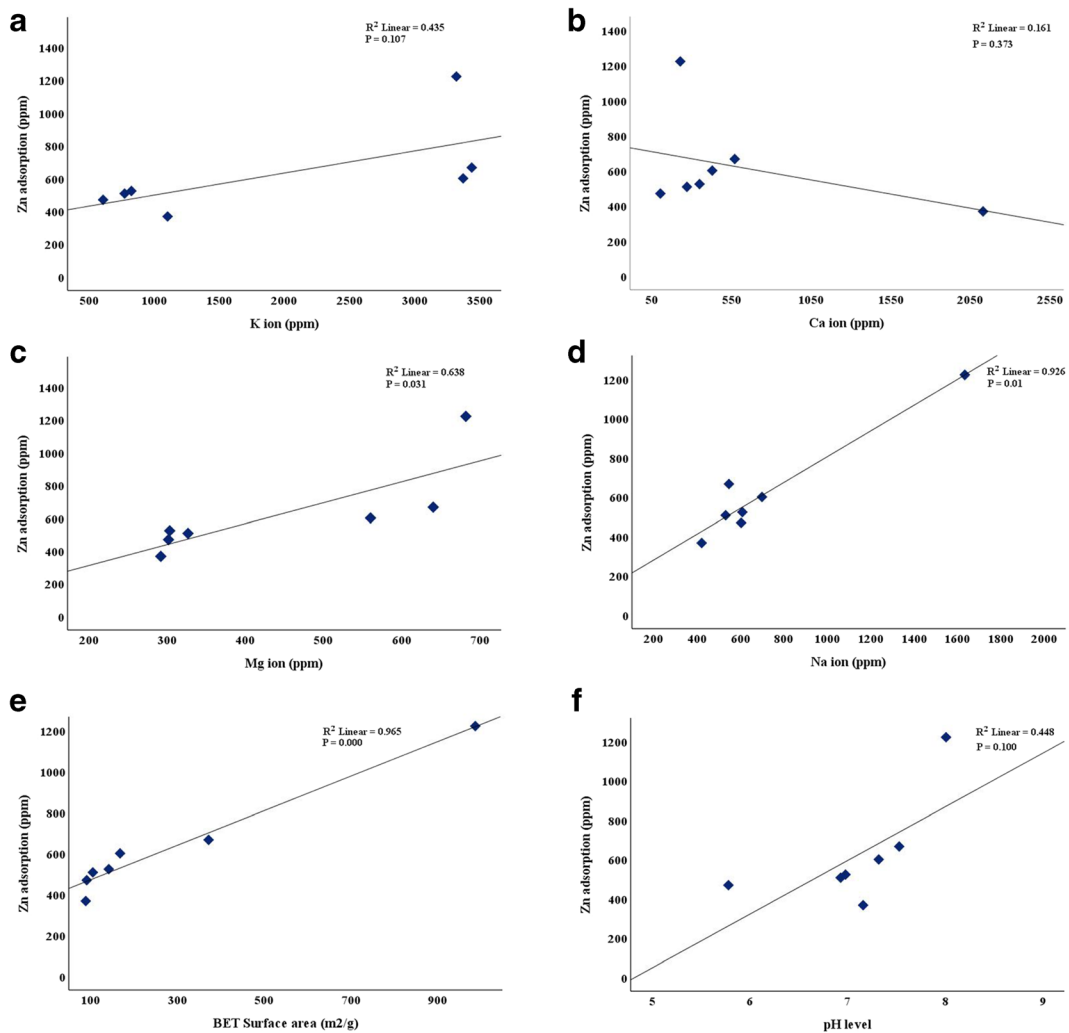 a
R² Linear = 0.435
P = 0.107
Zn adsorption (ppm)
1400
1200
1000
800
600
400
200
0
500 1000 1500 2000 2500 3000 3500
K ion (ppm)
b
R² Linear = 0.161
P = 0.373
Zn adsorption (ppm)
1400
1200
1000
800
600
400
200
0
50 550 1050 1550 2050 2550
Ca ion (ppm)
c
R² Linear = 0.638
P = 0.031
Zn adsorption (ppm)
1400
1200
1000
800
600
400
200
0
200 300 400 500 600 700
Mg ion (ppm)
d
R² Linear = 0.926
P = 0.01
Zn adsorption (ppm)
1200
1000
800
600
400
200
0
200 400 600 800 1000 1200 1400 1600 1800 2000
Na ion (ppm)
e
R² Linear = 0.965
P = 0.000
Zn adsorption (ppm)
1200
1000
800
600
400
200
0
100 300 500 700 900
BET Surface area (m2/g)
f
R² Linear = 0.448
P = 0.100
Zn adsorption (ppm)
1200
1000
800
600
400
200
0
5 6 7 8 9
pH level